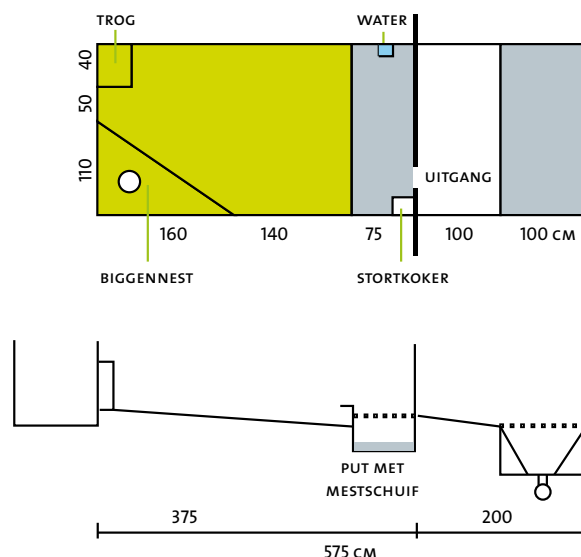 TROG
WATER
40
50
110
UITGANG
160 140 75 100 100 CM
BIGGENNEST
STORTKOKER
PUT MET
MESTSCHUIF
375 200
575 CM